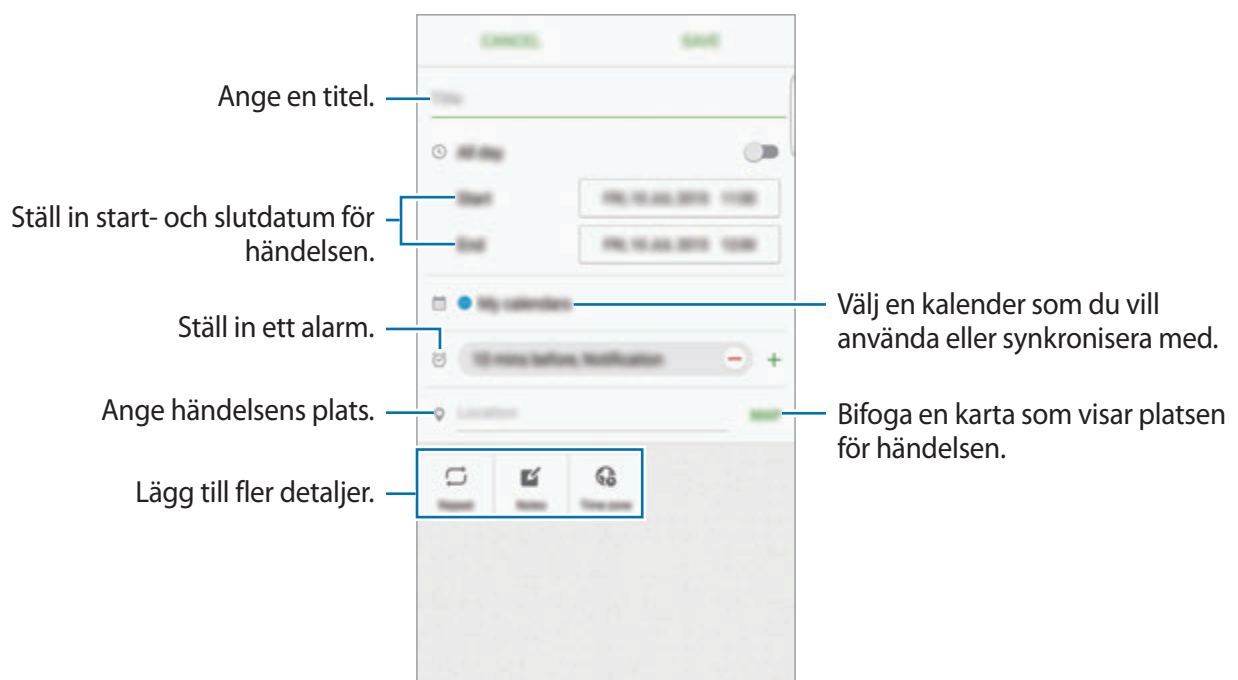 CANCEL
SAVE
Ange en titel.
Title
All day
Ställ in start- och slutdatum för
händelsen.
Start
End
My calendars
Välj en kalender som du vill
använda eller synkronisera med.
Ställ in ett alarm.
10 mins before, Notification
Ange händelsens plats.
Location
Bifoga en karta som visar platsen
för händelsen.
Lägg till fler detaljer.
Repeat
Notes
Time zone